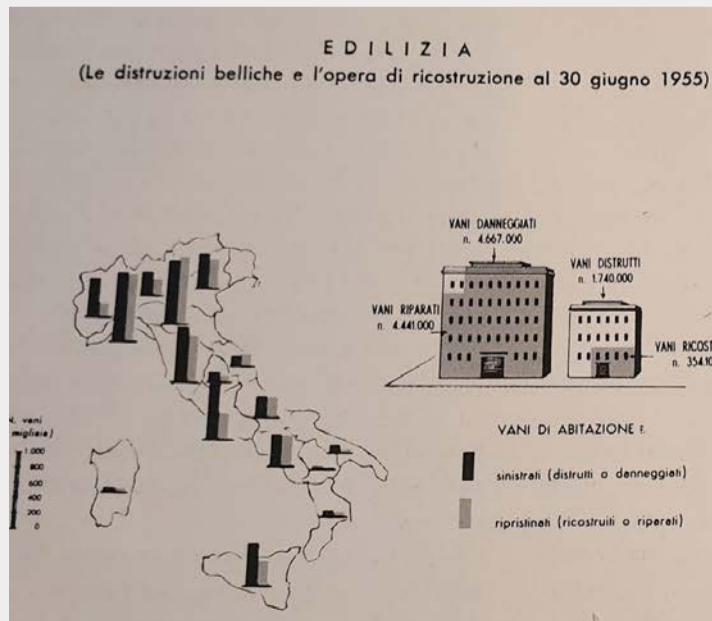 EDILIZIA
(Le distruzioni belliche e l'opera di ricostruzione al 30 giugno 1955)
VANI DANNEGGIATI
n. 4.667.000
VANI DISTRUTTI
n. 1.740.000
VANI RIPARATI
n. 4.441.000
VANI RICOST
n. 354.10
N. vani
migliaia)
1.000
800
600
400
200
0
VANI DI ABITAZIONE
sinistrati (distrutti o danneggiati)
ripristinati (ricostruiti o riparati)